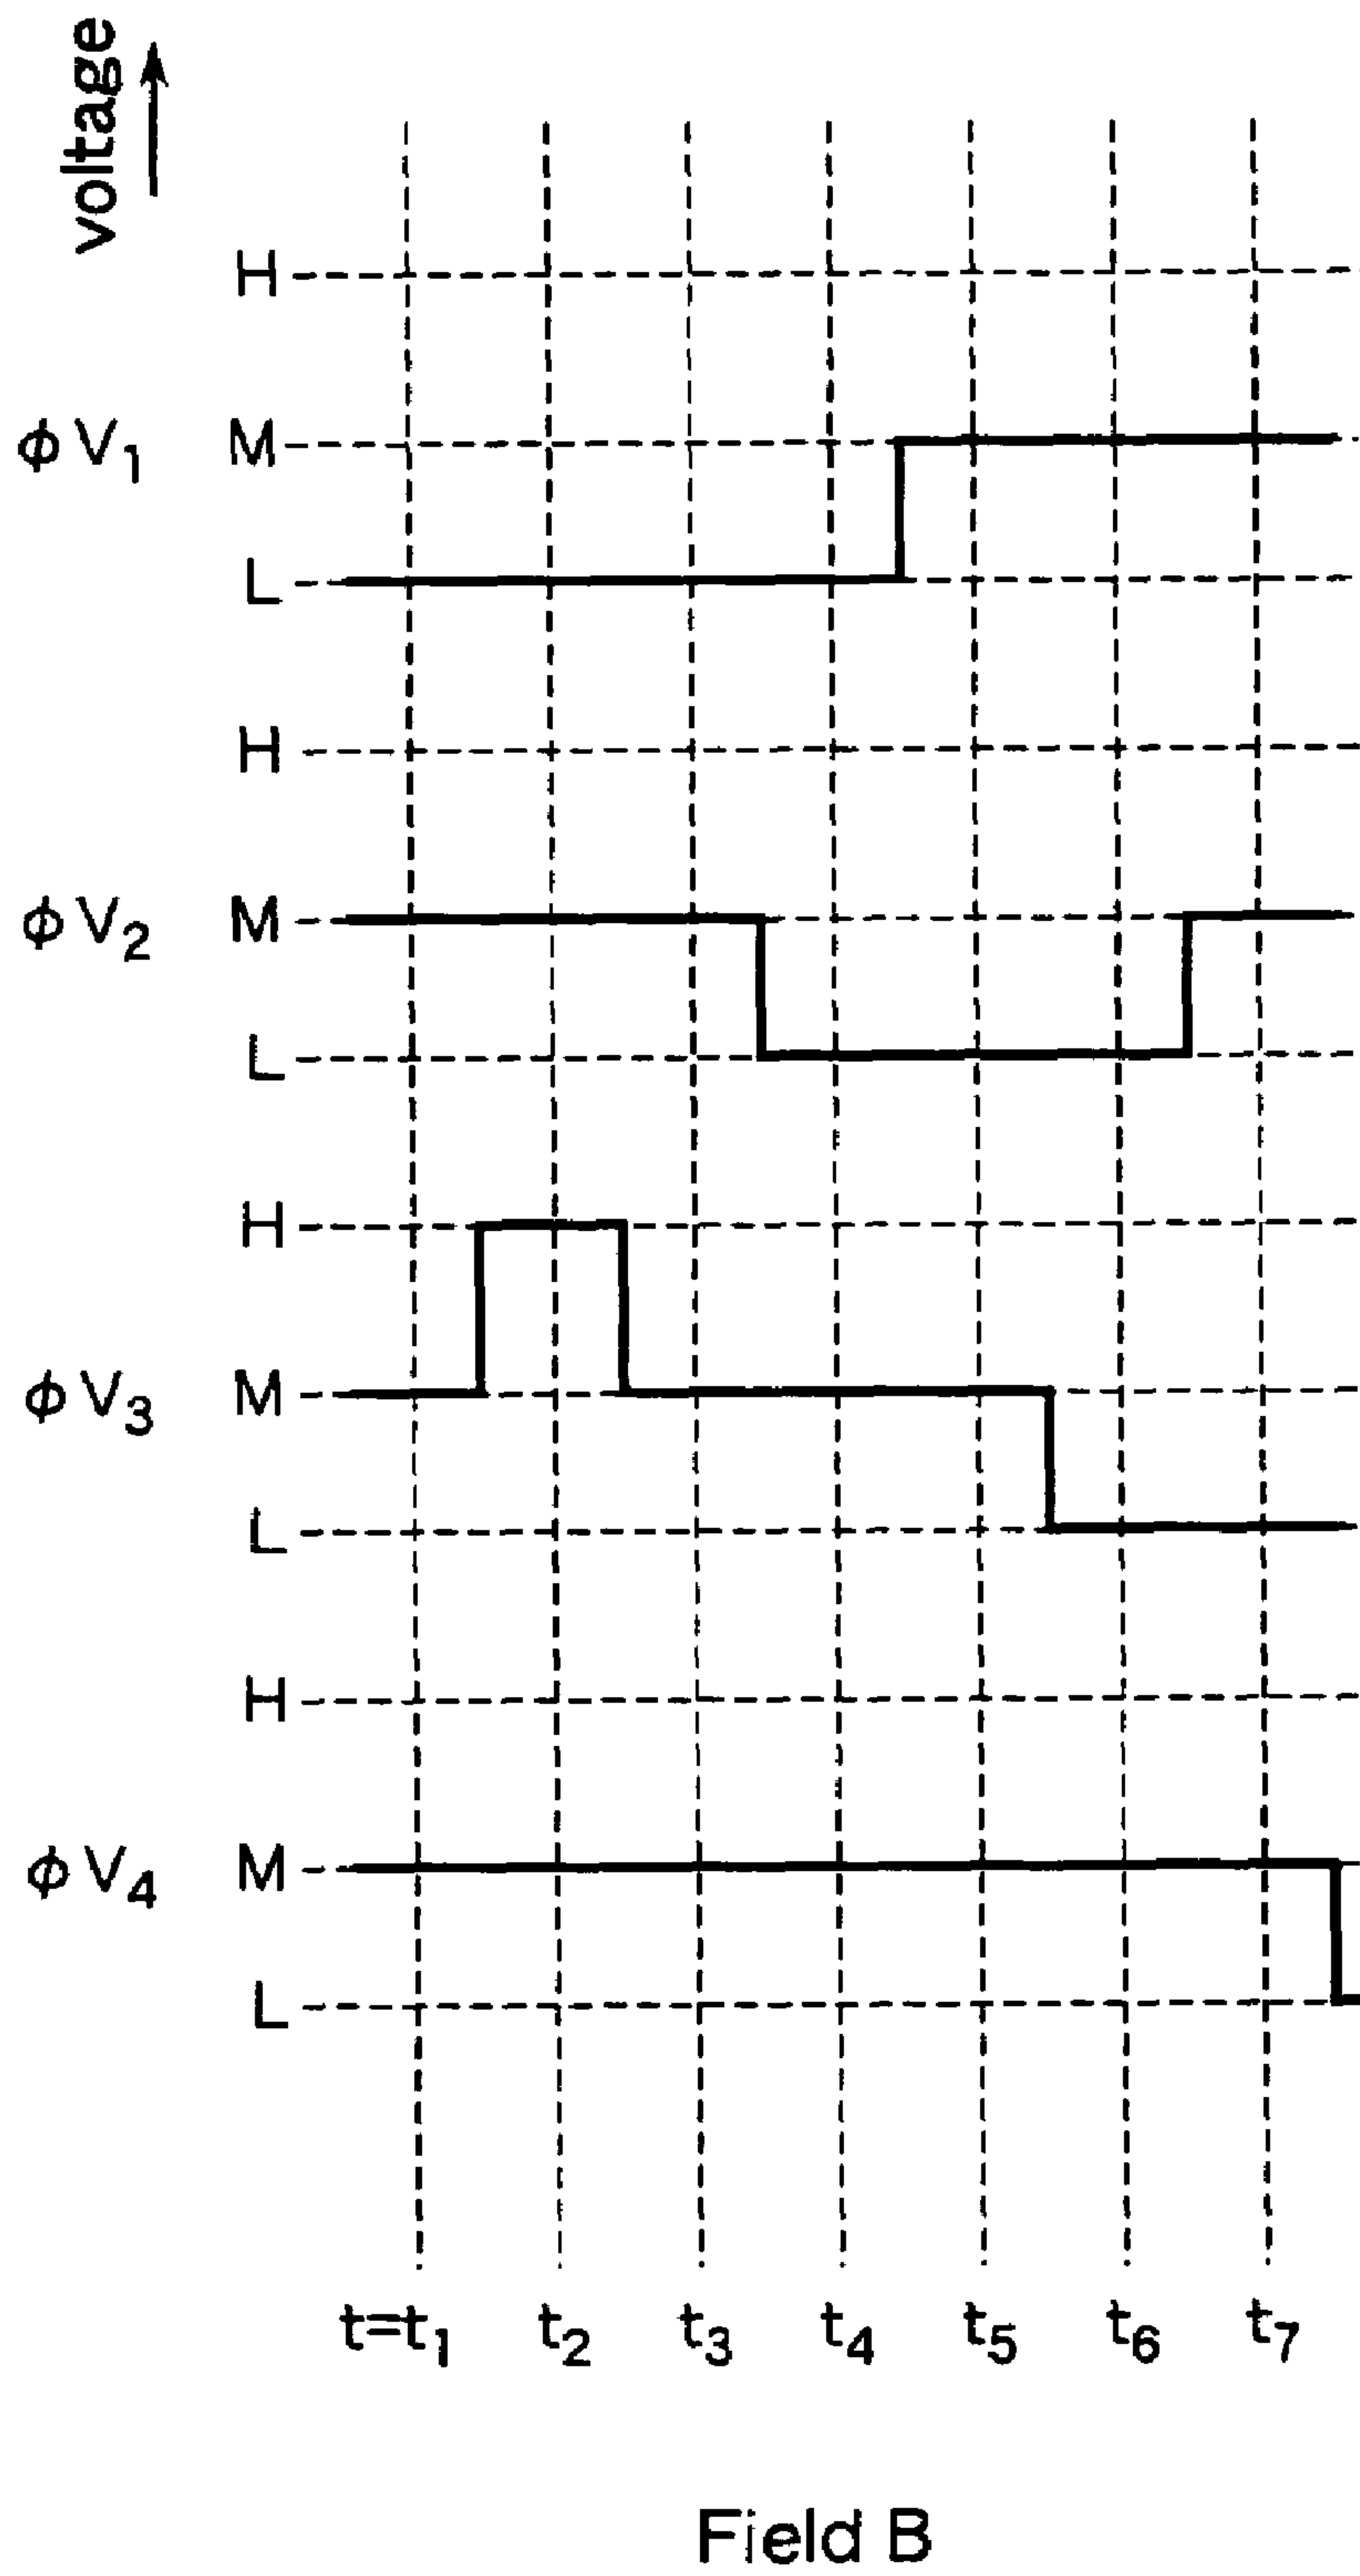 voltage
H
ϕV₁ M
L
H
ϕV₂ M
L
H
ϕV₃ M
L
H
ϕV₄ M
L
t=t₁ t₂ t₃ t₄ t₅ t₆ t₇
Field B